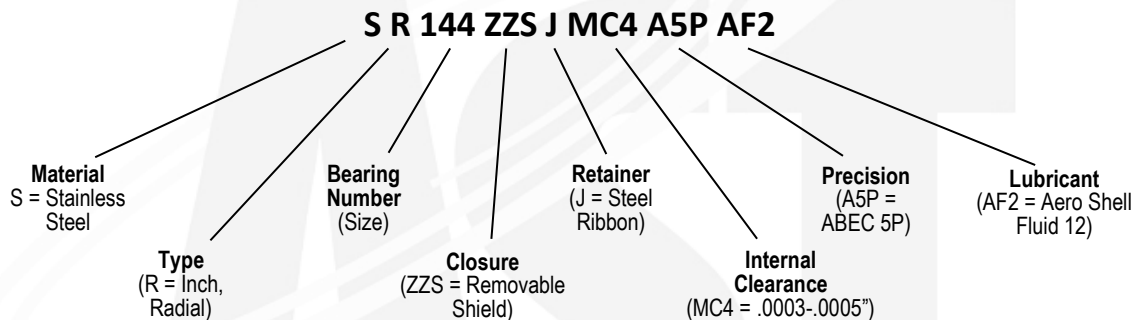 S R 144 ZZS J MC4 A5P AF2
Material
S = Stainless
Steel
Type
(R = Inch,
Radial)
Bearing
Number
(Size)
Closure
(ZZS = Removable
Shield)
Retainer
(J = Steel
Ribbon)
Internal
Clearance
(MC4 = .0003-.0005”)
Precision
(A5P =
ABEC 5P)
Lubricant
(AF2 = Aero Shell
Fluid 12)